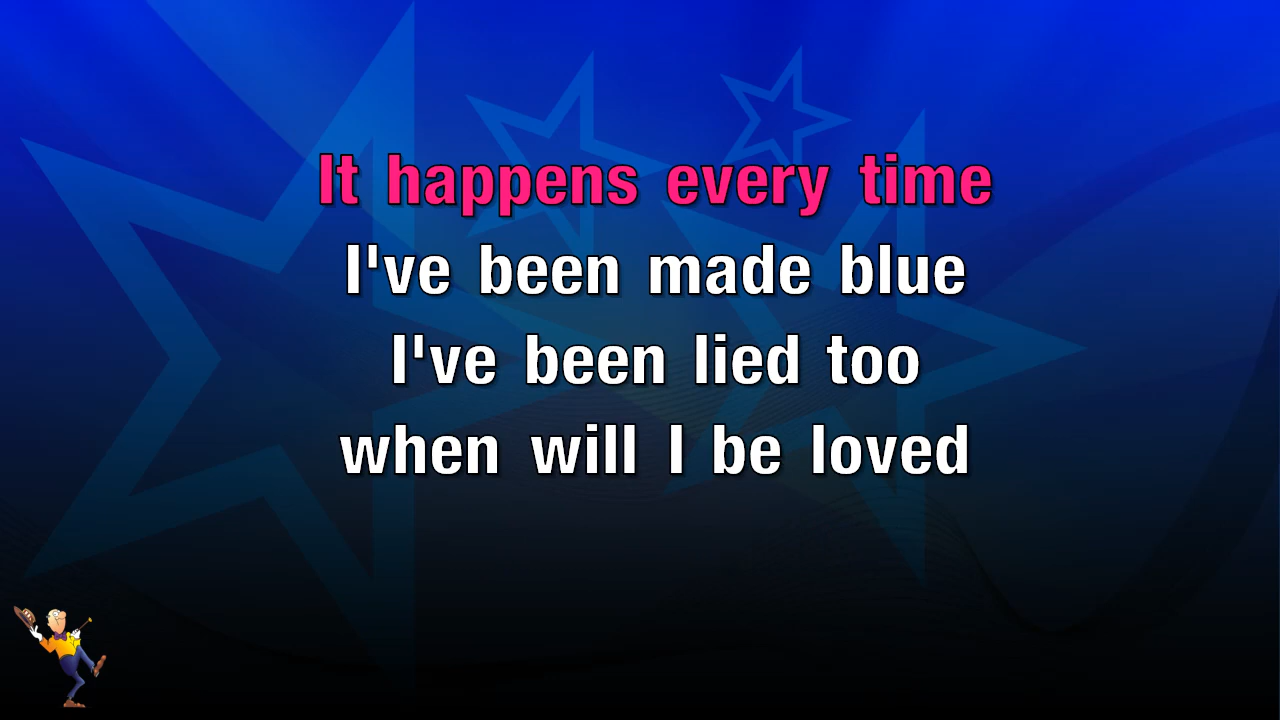 It happens every time
I've been made blue
I've been lied too
when will I be loved